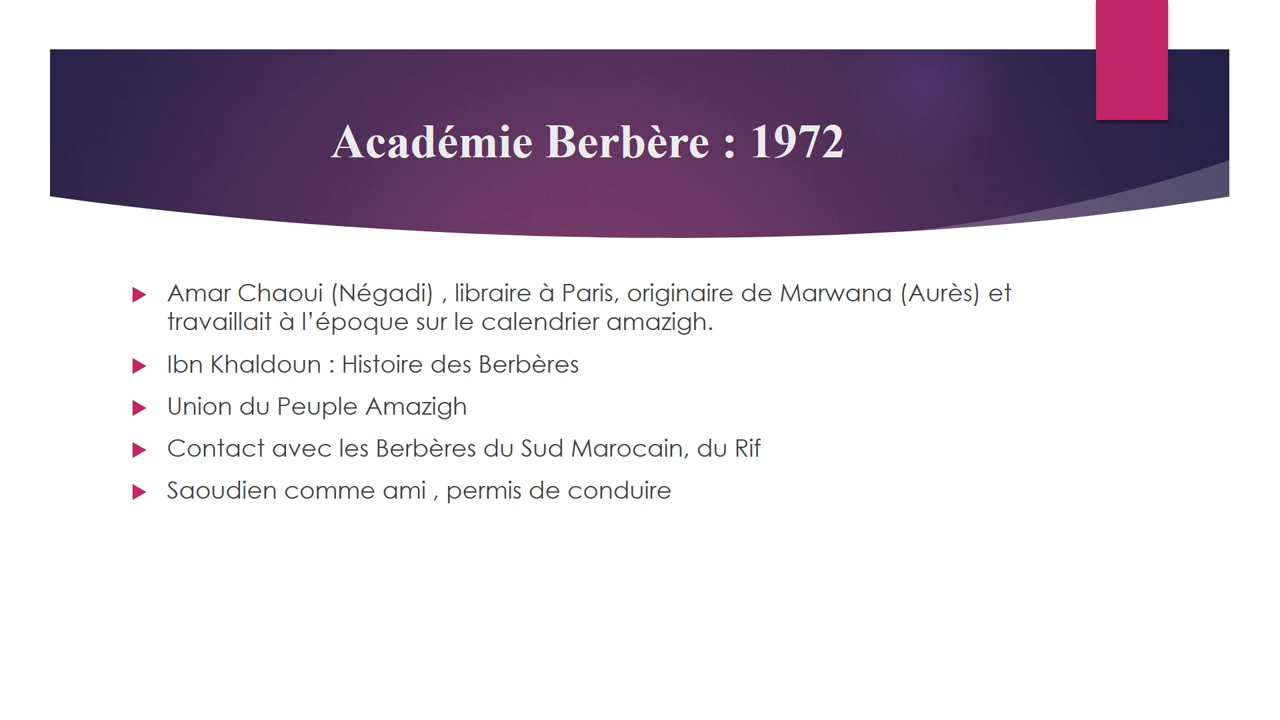 Académie Berbère : 1972
Amar Chaoui (Négadi) , libraire à Paris, originaire de Marwana (Aurès) et
travaillait à l’époque sur le calendrier amazigh.
Ibn Khaldoun : Histoire des Berbères
Union du Peuple Amazigh
Contact avec les Berbères du Sud Marocain, du Rif
Saoudien comme ami , permis de conduire